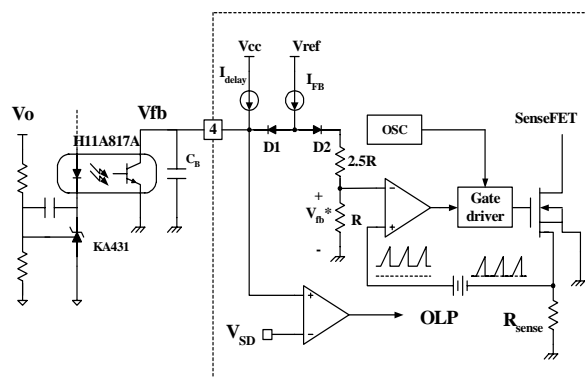 Vcc Vref
I_delay I_FB
Vo Vfb
H11A817A
4
C_B
D1 D2
2.5R
OSC
SenseFET
+
V_fb*
R
-
-
+
Gate
driver
KA431
+
-
V_SD
OLP
R_sense